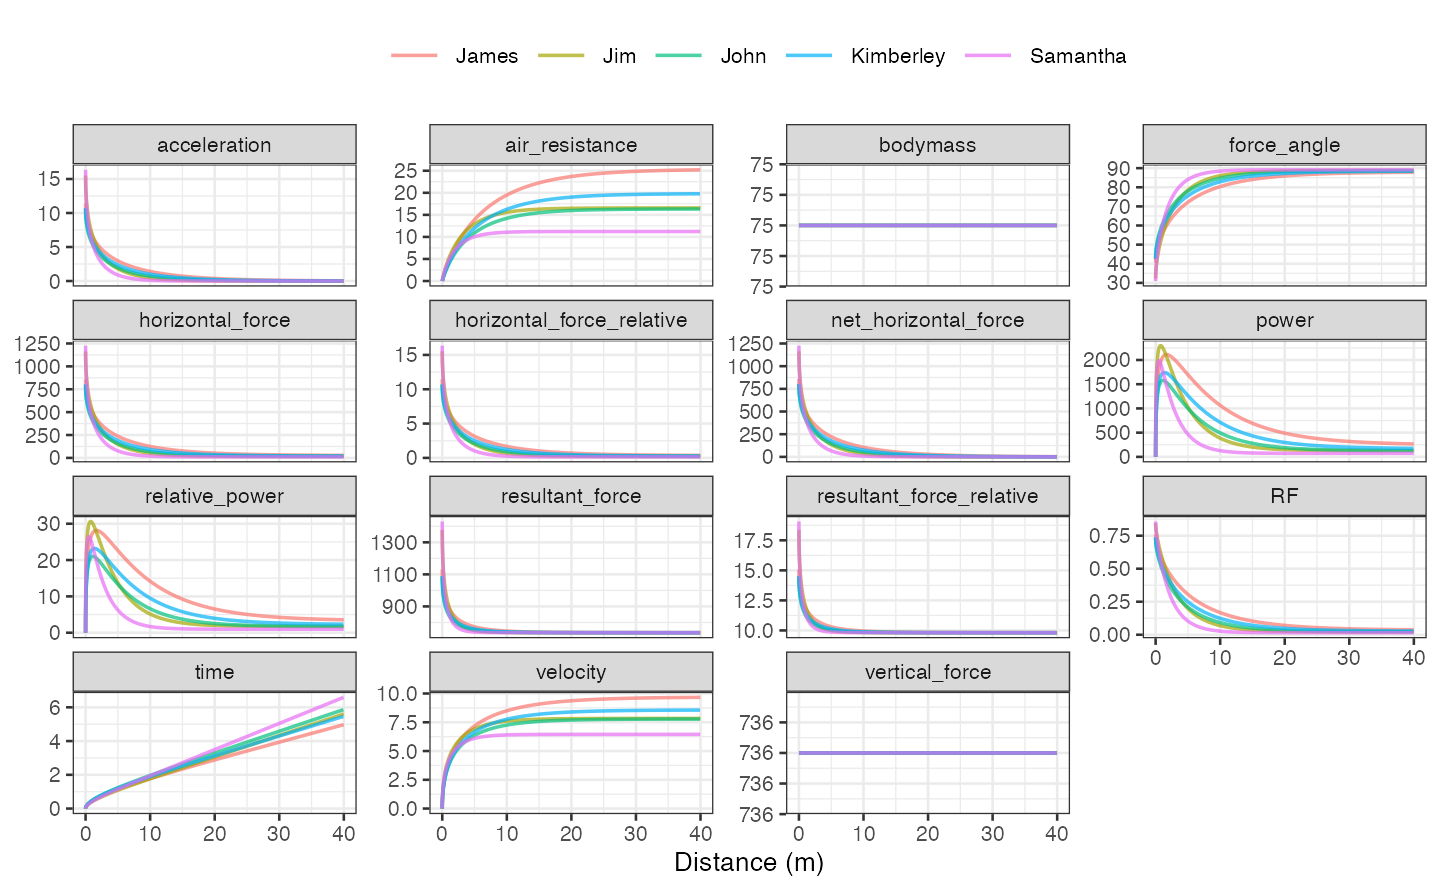 James Jim John Kimberley Samantha
acceleration air_resistance bodymass force_angle
15 10 5 0
25 20 15 10 5 0
75 75 75 75 75
90 80 70 60 50 40 30
horizontal_force horizontal_force_relative net_horizontal_force power
1250 1000 750 500 250 0
15 10 5 0
1250 1000 750 500 250 0
2000 1500 1000 500 0
relative_power resultant_force resultant_force_relative RF
30 20 10 0
1300 1100 900
17.5 15.0 12.5 10.0
0.75 0.50 0.25 0.00
0 10 20 30 40
time velocity vertical_force
6 4 2 0
10.0 7.5 5.0 2.5 0.0
736 736 736 736
0 10 20 30 40
0 10 20 30 40
0 10 20 30 40
Distance (m)